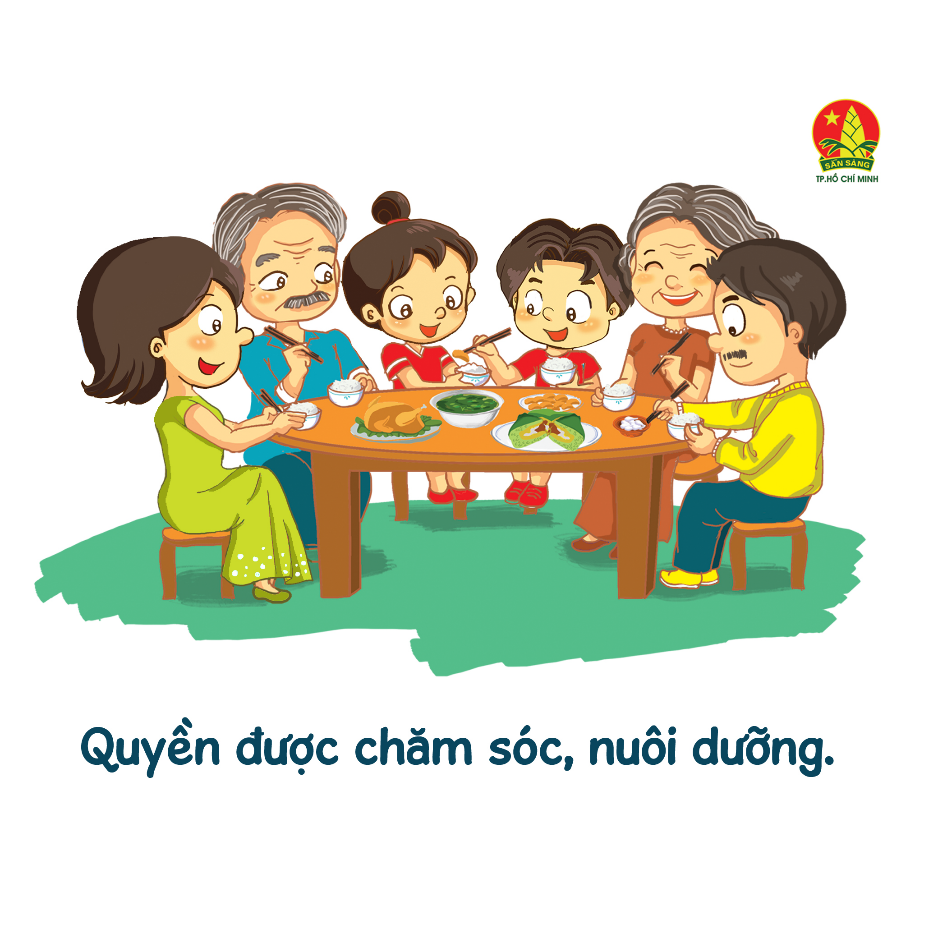 SẴN SÀNG
TP.HỒ CHÍ MINH
Quyền được chăm sóc, nuôi dưỡng.